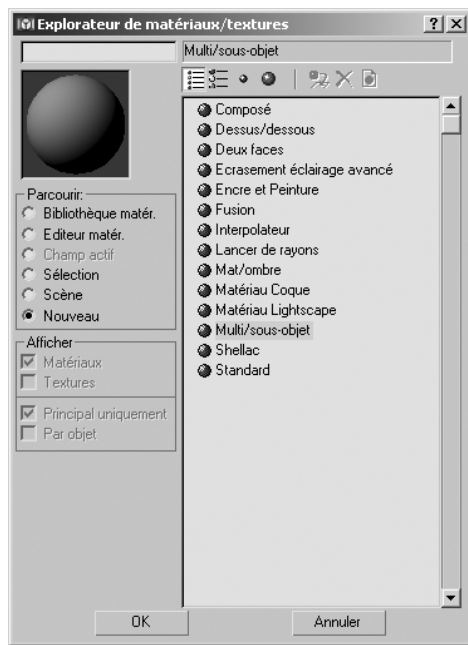 Explorateur de matériaux/textures
Multi/sous-objet
Parcourir:
Bibliothèque matér.
Editeur matér.
Champ actif
Sélection
Scène
Nouveau
Afficher
Matériaux
Textures
Principal uniquement
Par objet
Composé
Dessus/dessous
Deux faces
Ecrasement éclairage avancé
Encre et Peinture
Fusion
Interpolateur
Lancer de rayons
Mat/ombre
Matériau Coque
Matériau Lightscape
Multi/sous-objet
Shellac
Standard
OK
Annuler